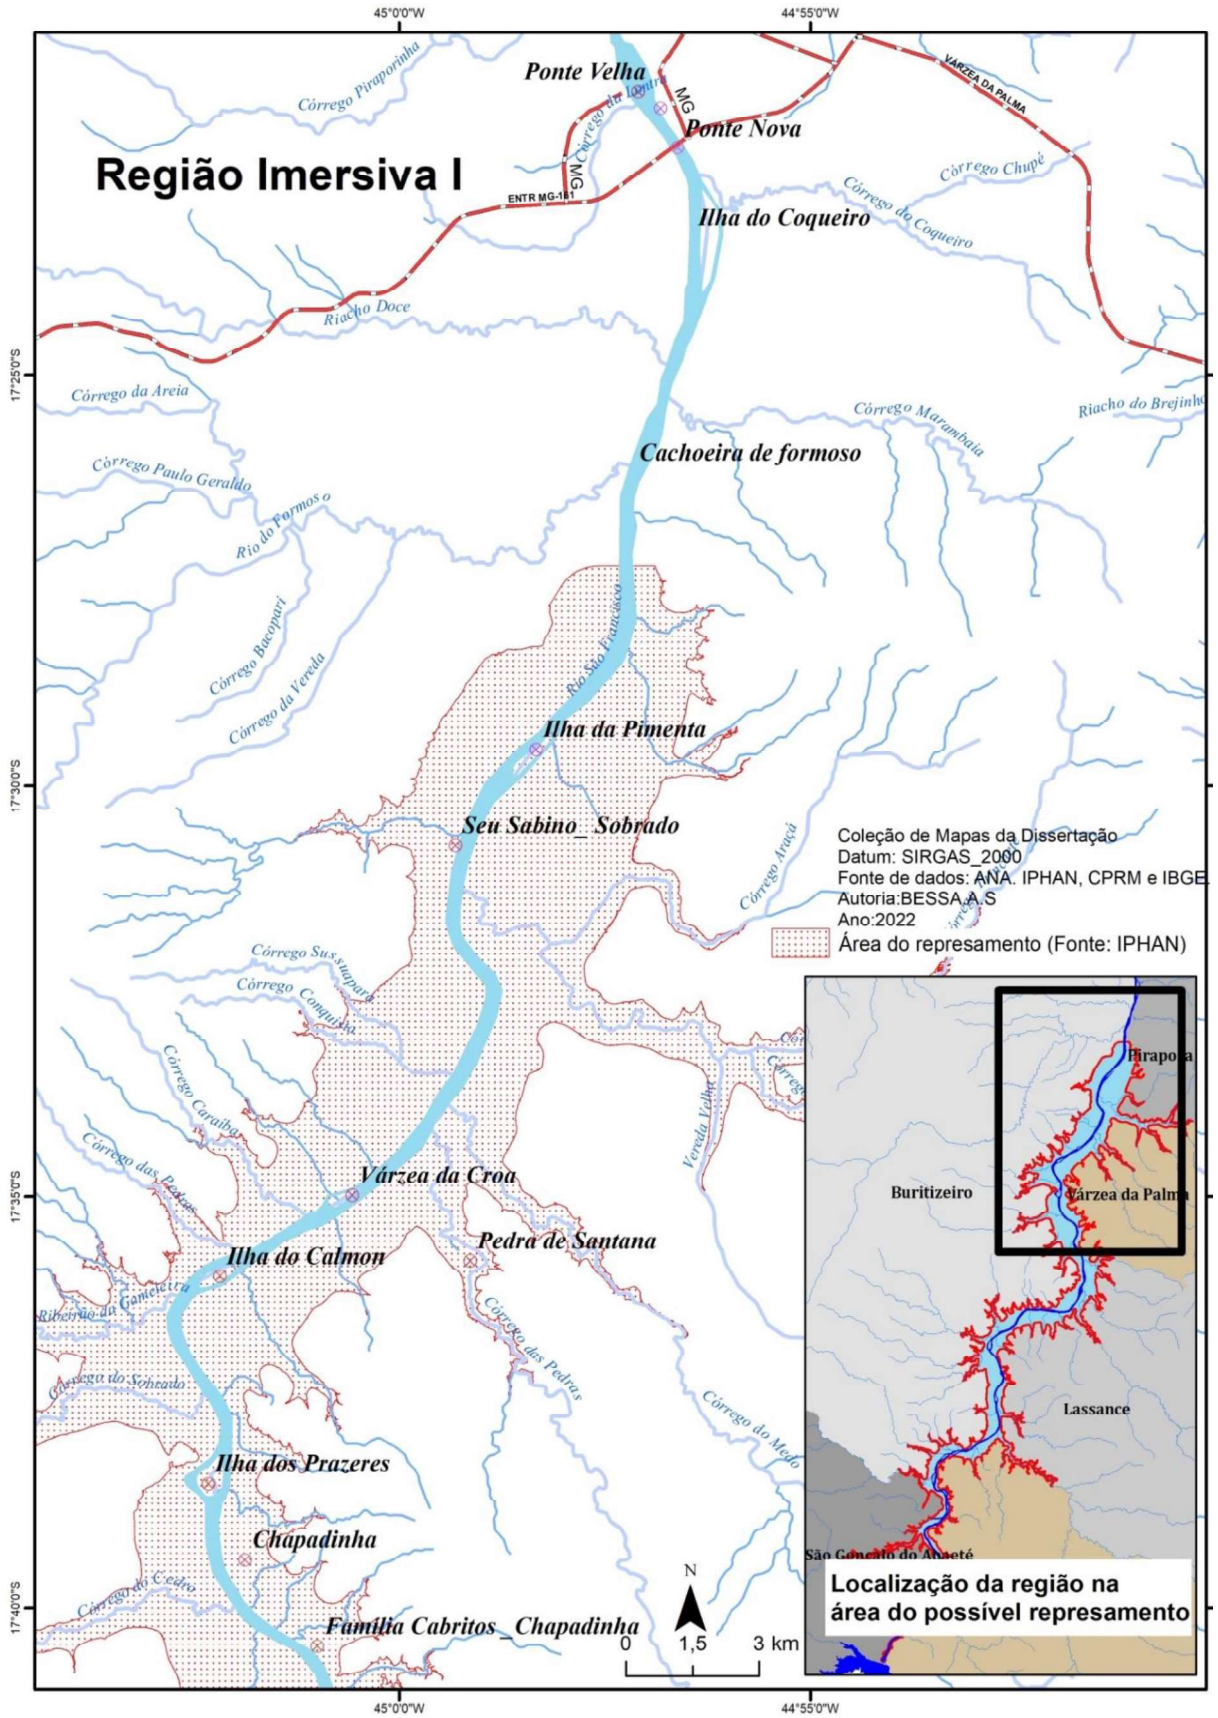 45°0'0"W
44°55'0"W
Ponte Velha
Córrego Piraporinha
Córrego da Lontra
MG
VÁRZEA DA PALMA
Ponte Nova
Região Imersiva I
MG
ENTR MG-161
Córrego Chupé
Córrego do Coqueiro
Ilha do Coqueiro
Riacho Doce
17°25'0"S
Córrego da Areia
Córrego Marambaia
Riacho do Brejinho
Cachoeira de formoso
Córrego Paulo Geraldo
Rio do Formoso
Córrego Bacopari
Córrego da Vereda
Rio São Francisco
Ilha da Pimenta
17°30'0"S
Seu Sabino_ Sobrado
Córrego Araçá
Coleção de Mapas da Dissertação
Datum: SIRGAS_2000
Fonte de dados: ANA. IPHAN, CPRM e IBGE.
Autoria:BESSA.A.S
Ano:2022
Área do represamento (Fonte: IPHAN)
Córrego Sussuapara
Córrego Conquista
Córrego Caraíba
Córrego das Pedras
Vereda Velha
Córrego
17°35'0"S
Várzea da Croa
Pedra de Santana
Ilha do Calmon
Ribeirão da Gameleira
Córrego das Pedras
Córrego do Sobrado
Córrego do Medo
Ilha dos Prazeres
Chapadinha
Córrego do Cedro
17°40'0"S
Família Cabritos _Chapadinha
N
0 1,5 3 km
Pirapora
Buritizeiro
Várzea da Palma
Lassance
São Gonçalo do Abaeté
Localização da região na
área do possível represamento
45°0'0"W
44°55'0"W